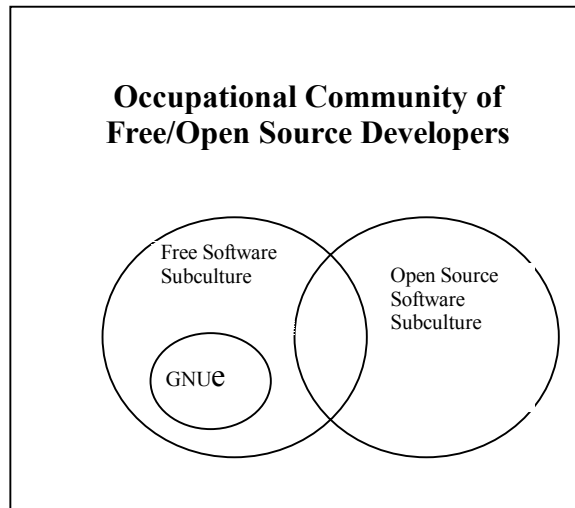 Occupational Community of
Free/Open Source Developers
Free Software
Subculture
Open Source
Software
Subculture
GNUe